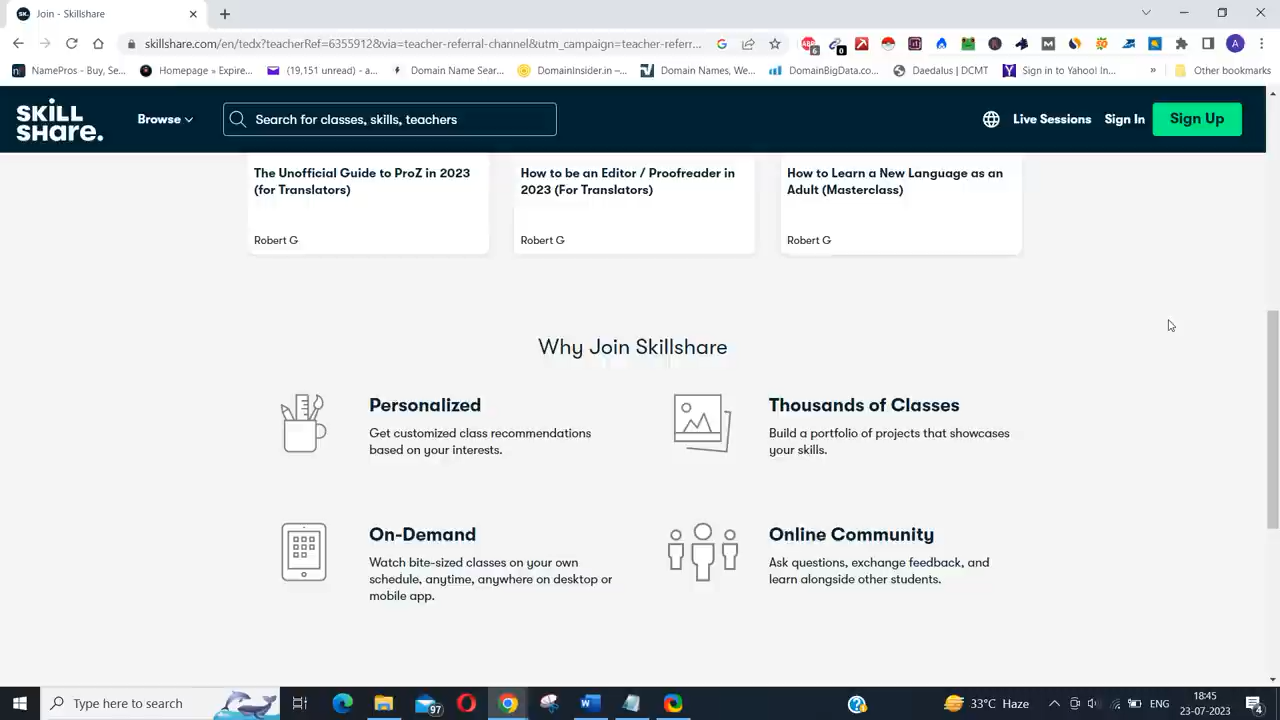 SK. Join - Skillshare
skillshare.com/en/tech?teacherRef=6355912&via=teacher-referral-channel&utm_campaign=teacher-referr...
NamePros - Buy, Se...
Homepage » Expire...
(19,151 unread) - a...
Domain Name Sear...
DomainInsider.in –...
Domain Names, We...
DomainBigData.co...
Daedalus | DCMT
Sign in to Yahoo! In...
»
Other bookmarks
SKILL
SHARE.
Browse
Search for classes, skills, teachers
Live Sessions
Sign In
Sign Up
The Unofficial Guide to ProZ in 2023
(for Translators)
Robert G
How to be an Editor / Proofreader in
2023 (For Translators)
Robert G
How to Learn a New Language as an
Adult (Masterclass)
Robert G
Why Join Skillshare
Personalized
Get customized class recommendations
based on your interests.
Thousands of Classes
Build a portfolio of projects that showcases
your skills.
On-Demand
Watch bite-sized classes on your own
schedule, anytime, anywhere on desktop or
mobile app.
Online Community
Ask questions, exchange feedback, and
learn alongside other students.
Type here to search
97
33°C Haze
ENG
18:45
23-07-2023
4